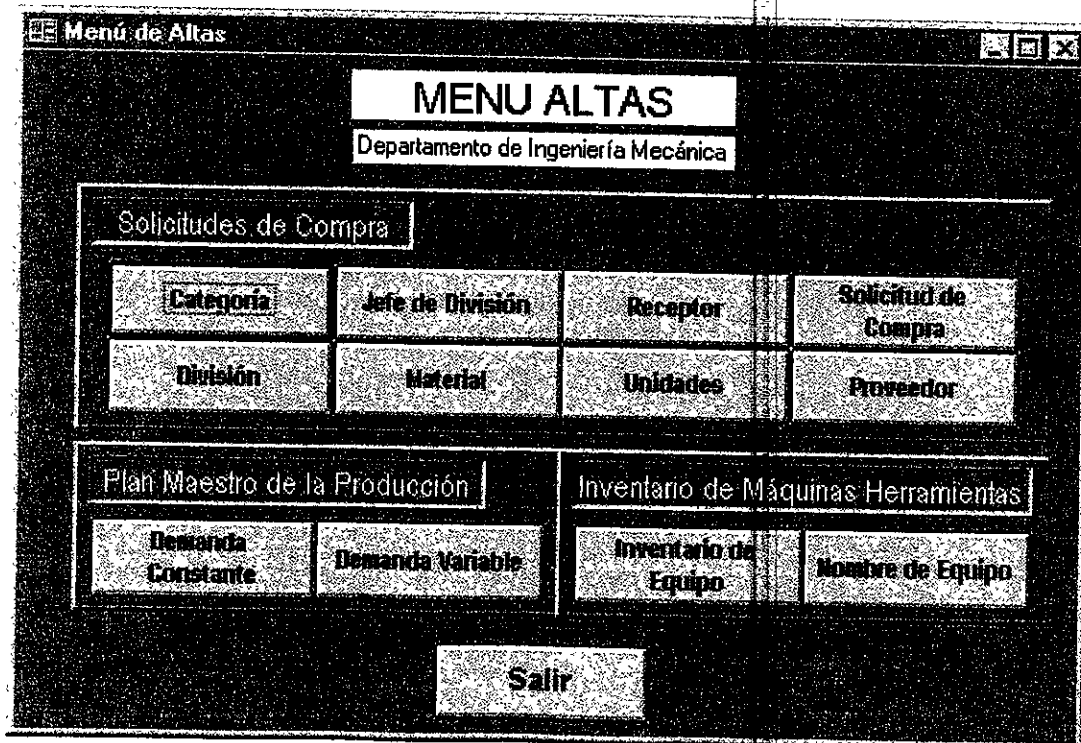 Menú de Altas
MENU ALTAS
Departamento de Ingeniería Mecánica
Solicitudes de Compra
Categoría
Jefe de División
Receptor
Solicitud de
Compra
División
Material
Unidades
Proveedor
Plan Maestro de la Producción
Inventario de Máquinas Herramientas
Demanda
Constante
Demanda Variable
Inventario de
Equipo
Nombre de Equipo
Salir